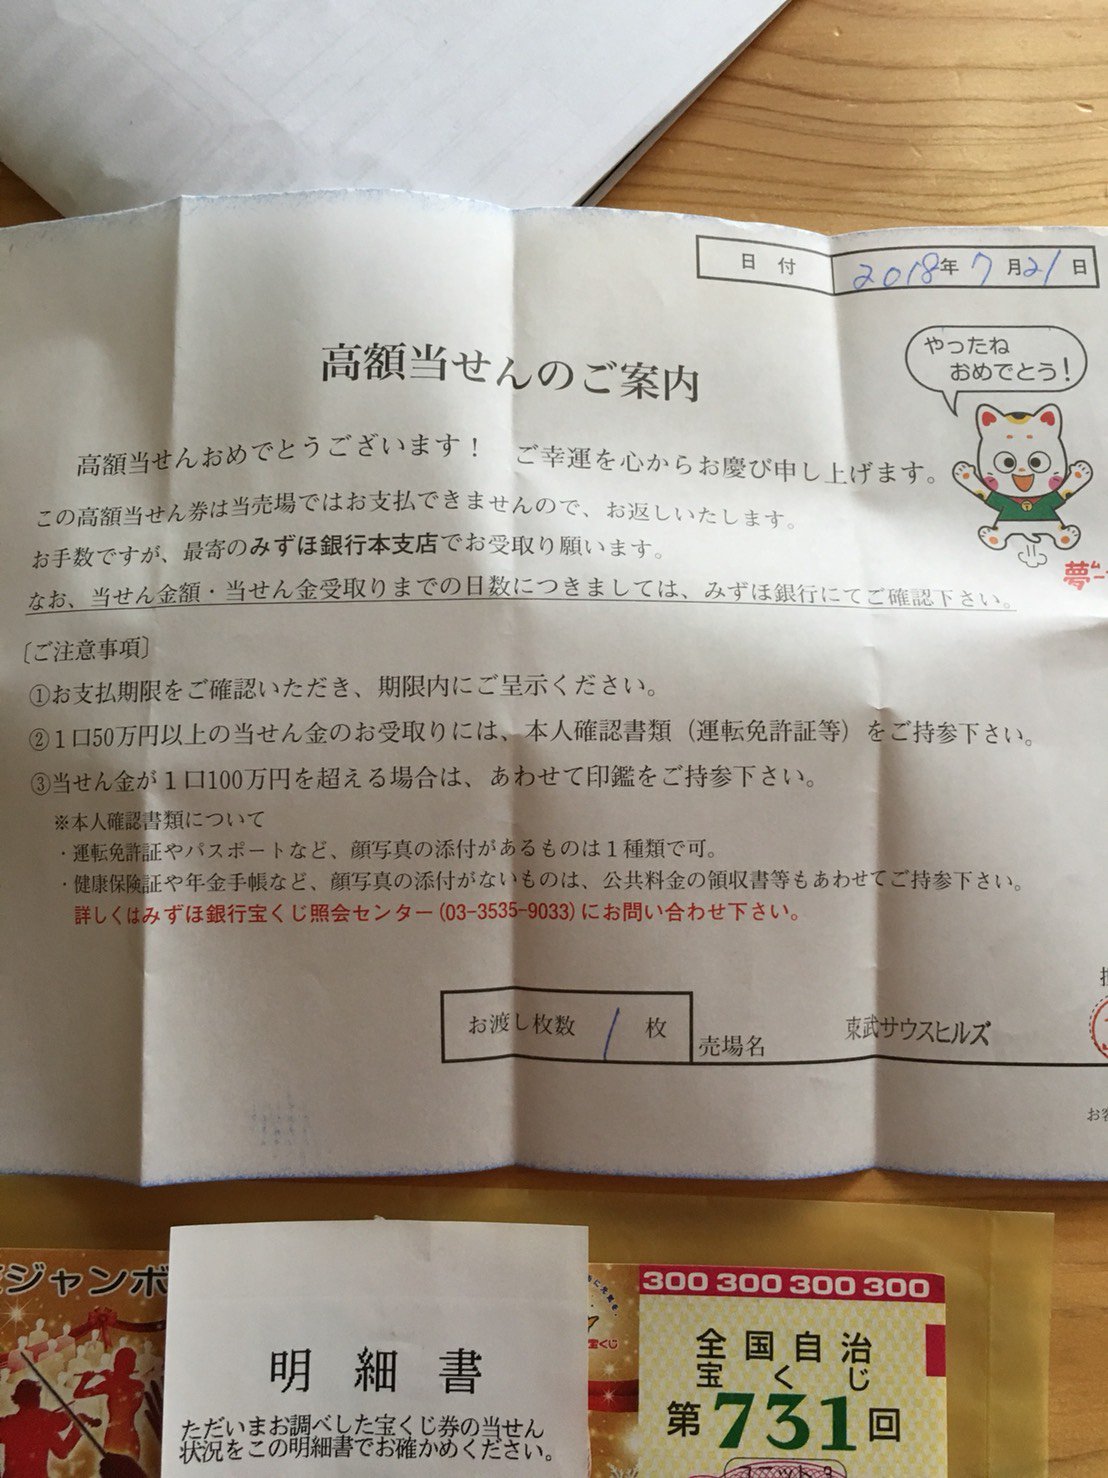 日付 2018年 7月21日
やったね
おめでとう！
高額当せんのご案内
高額当せんおめでとうございます！ ご幸運を心からお慶び申し上げます。
この高額当せん券は当売場ではお支払できませんので、お返しいたします。
お手数ですが、最寄のみずほ銀行本支店でお受取り願います。
なお、当せん金額・当せん金受取りまでの日数につきましては、みずほ銀行にてご確認下さい。
夢
〔ご注意事項〕
①お支払期限をご確認いただき、期限内にご呈示ください。
②１口50万円以上の当せん金のお受取りには、本人確認書類（運転免許証等）をご持参下さい。
③当せん金が１口100万円を超える場合は、あわせて印鑑をご持参下さい。
※本人確認書類について
・運転免許証やパスポートなど、顔写真の添付があるものは１種類で可。
・健康保険証や年金手帳など、顔写真の添付がないものは、公共料金の領収書等もあわせてご持参下さい。
詳しくはみずほ銀行宝くじ照会センター(03-3535-9033)にお問い合わせ下さい。
お渡し枚数 1 枚
売場名 東武サウスヒルズ
お客
ジャンボ
明細書
ただいまお調べした宝くじ券の当せん
状況をこの明細書でお確かめください。
宝くじ
300 300 300 300
全国自治
宝くじ
第731回